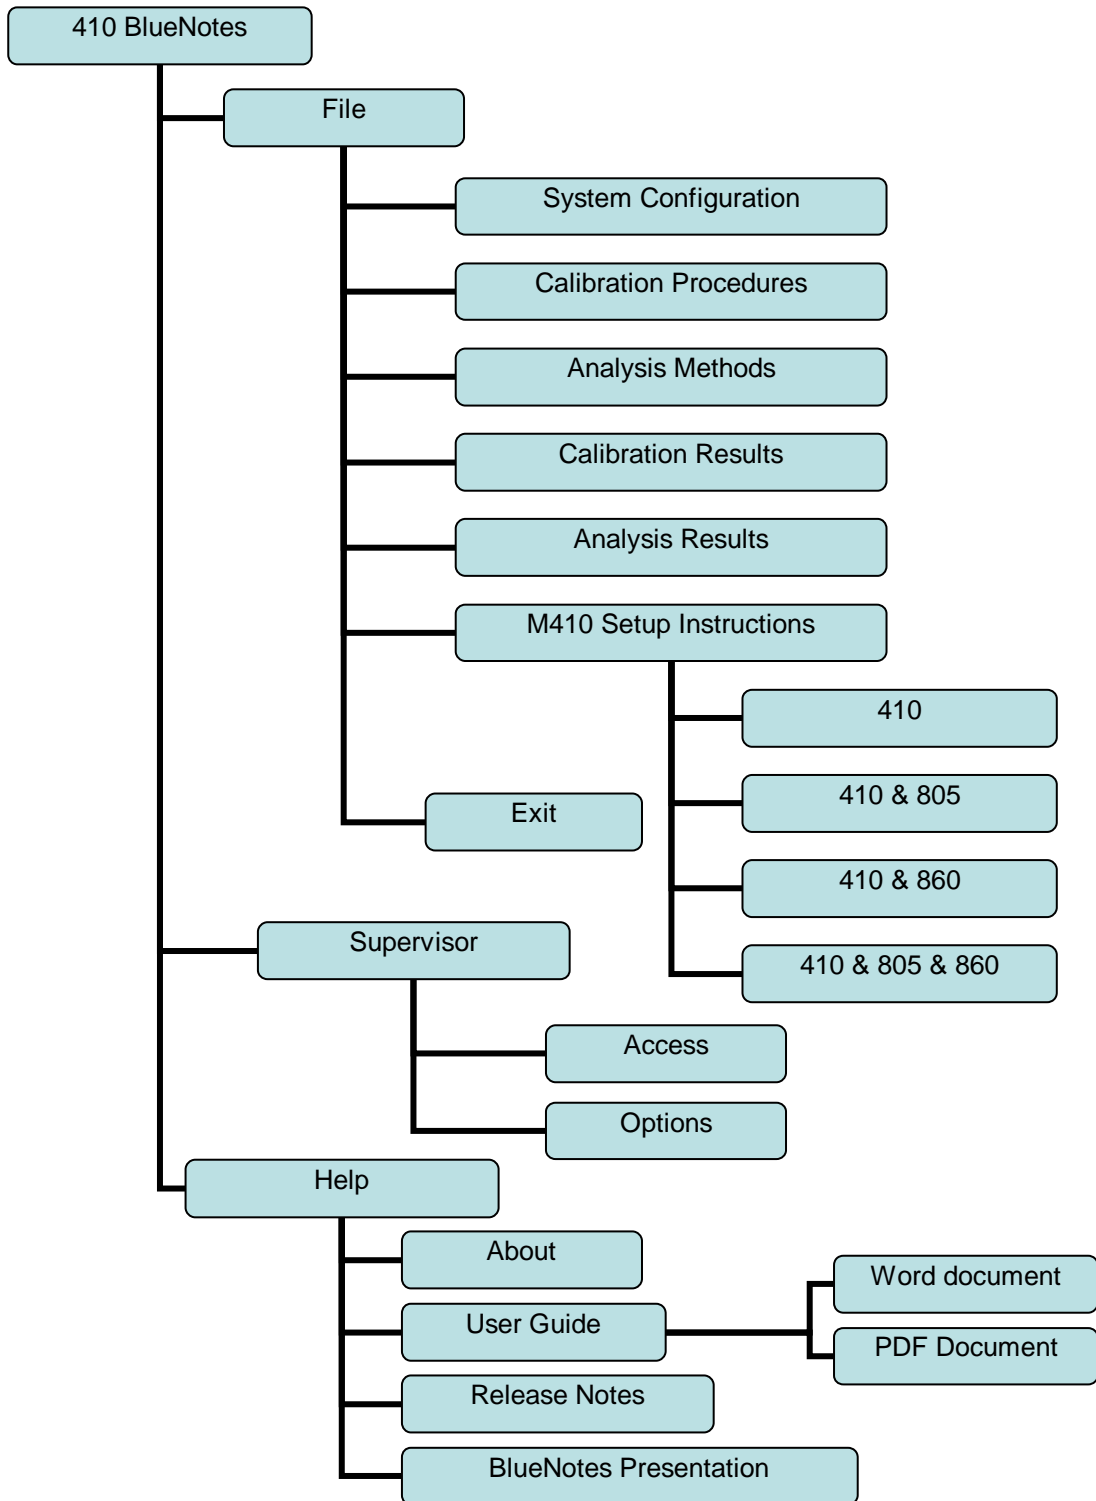 410 BlueNotes
File
System Configuration
Calibration Procedures
Analysis Methods
Calibration Results
Analysis Results
M410 Setup Instructions
410
410 & 805
410 & 860
410 & 805 & 860
Exit
Supervisor
Access
Options
Help
About
User Guide
Word document
PDF Document
Release Notes
BlueNotes Presentation